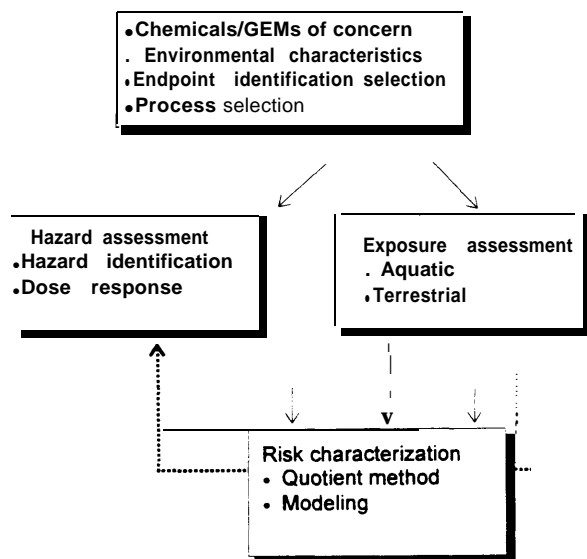 •Chemicals/GEMs of concern
. Environmental characteristics
•Endpoint identification selection
•Process selection
Hazard assessment
•Hazard identification
•Dose response
Exposure assessment
. Aquatic
•Terrestrial
v
Risk characterization
• Quotient method
• Modeling